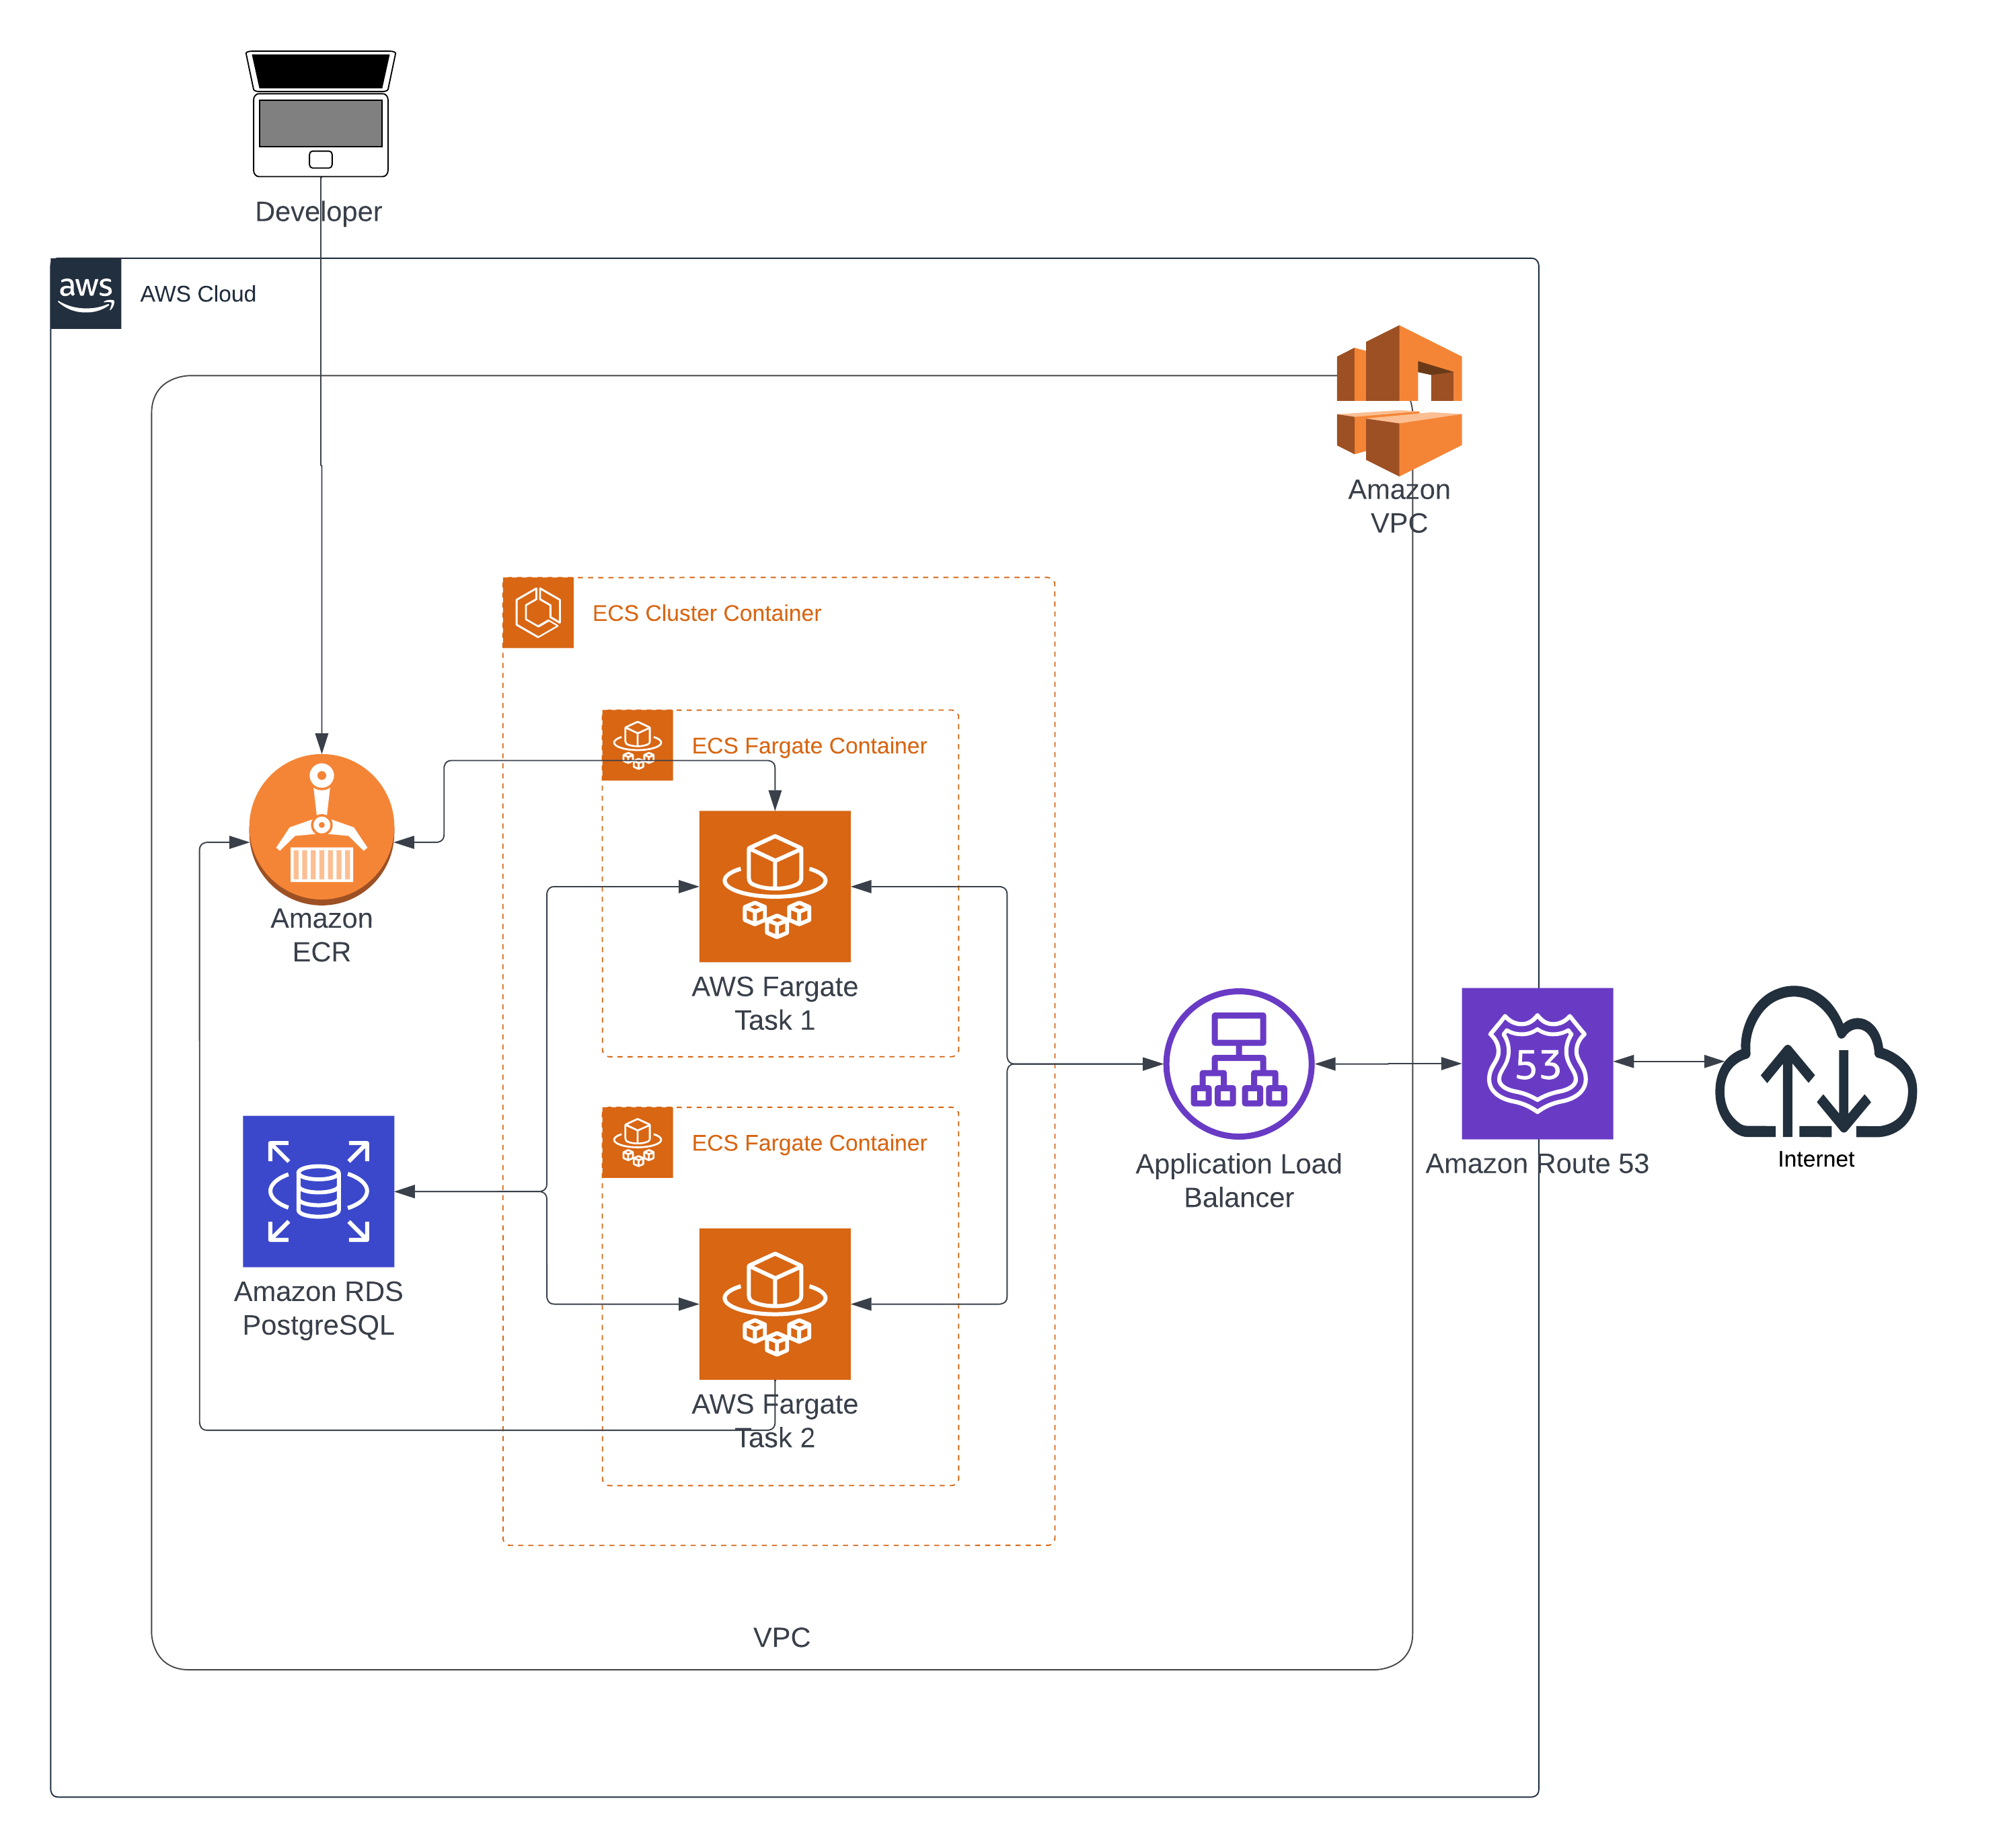 Developer
aws
AWS Cloud
Amazon
VPC
ECS Cluster Container
ECS Fargate Container
Amazon
ECR
AWS Fargate
Task 1
ECS Fargate Container
53
Application Load
Balancer
Amazon Route 53
Internet
Amazon RDS
PostgreSQL
AWS Fargate
Task 2
VPC